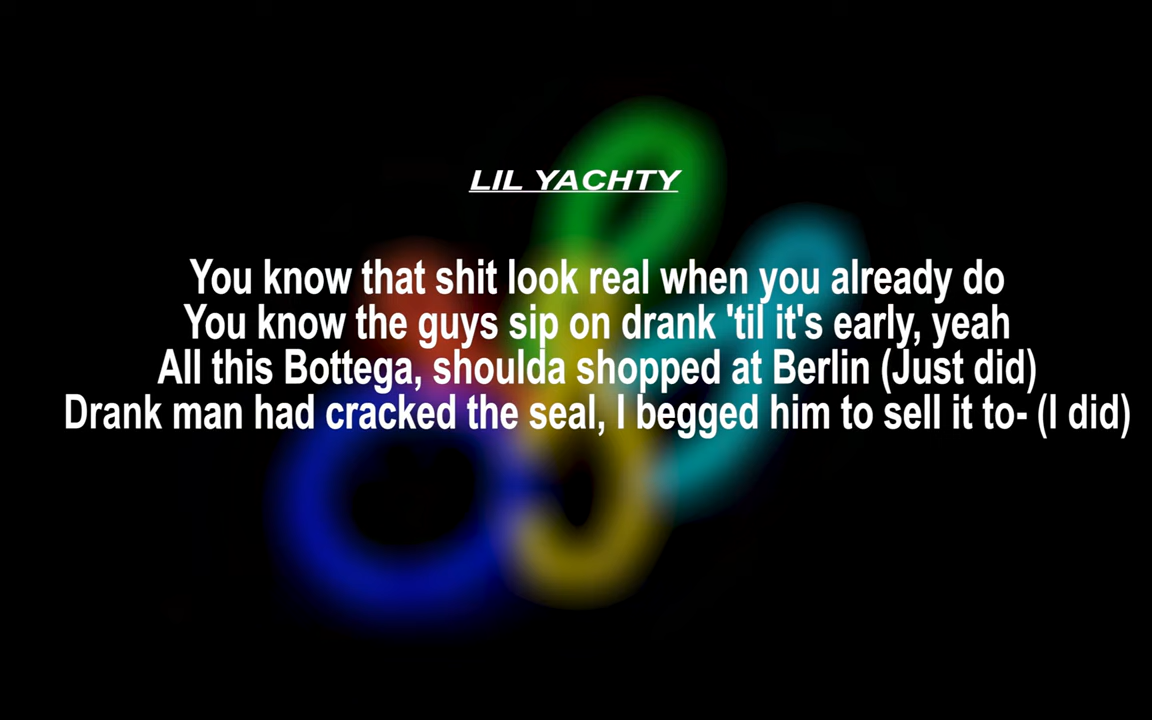 LIL YACHTY
You know that shit look real when you already do
You know the guys sip on drank 'til it's early, yeah
All this Bottega, shoulda shopped at Berlin (Just did)
Drank man had cracked the seal, I begged him to sell it to- (I did)